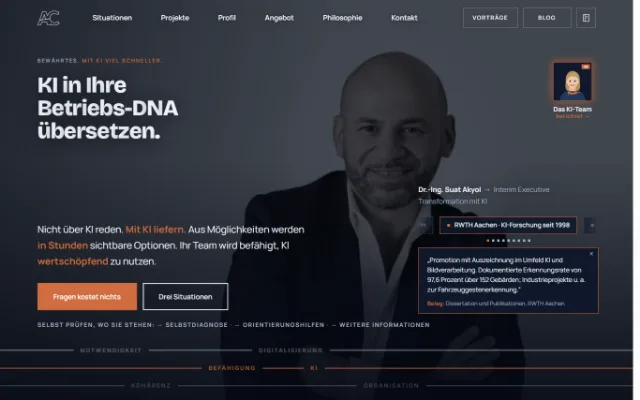 AC
Situationen
Projekte
Profil
Angebot
Philosophie
Kontakt
VORTRÄGE
BLOG
BEWÄHRTES. MIT KI VIEL SCHNELLER.
KI in Ihre
Betriebs-DNA
übersetzen.
Das KI-Team
berichtet →
Dr.-Ing. Suat Akyol → Interim Executive
Transformation mit KI
RWTH Aachen · KI-Forschung seit 1998
Nicht über KI reden. Mit KI liefern. Aus Möglichkeiten werden
in Stunden sichtbare Optionen. Ihr Team wird befähigt, KI
wertschöpfend zu nutzen.
„Promotion mit Auszeichnung im Umfeld KI und
Bildverarbeitung. Dokumentierte Erkennungsrate von
97,6 Prozent über 152 Gebärden; Industrieprojekte u. a.
zur Fahrzeuggestenerkennung."
Beleg: Dissertation und Publikationen, RWTH Aachen
Fragen kostet nichts
Drei Situationen
SELBST PRÜFEN, WO SIE STEHEN: → SELBSTDIAGNOSE → ORIENTIERUNGSHILFEN → WEITERE INFORMATIONEN
NOTWENDIGKEIT
DIGITALISIERUNG
BEFÄHIGUNG
KI
KOHÄRENZ
ORGANISATION